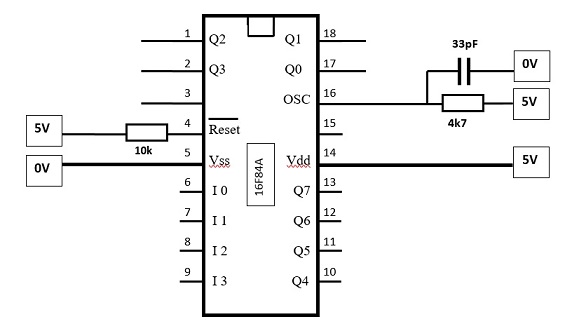 1 Q2 Q1 18
33pF
0V
2 Q3 Q0 17
3 OSC 16
5V
4k7
5V 4 Reset 15
10k
0V 5 Vss Vdd 14 5V
16F84A
6 I 0 Q7 13
7 I 1 Q6 12
8 I 2 Q5 11
9 I 3 Q4 10